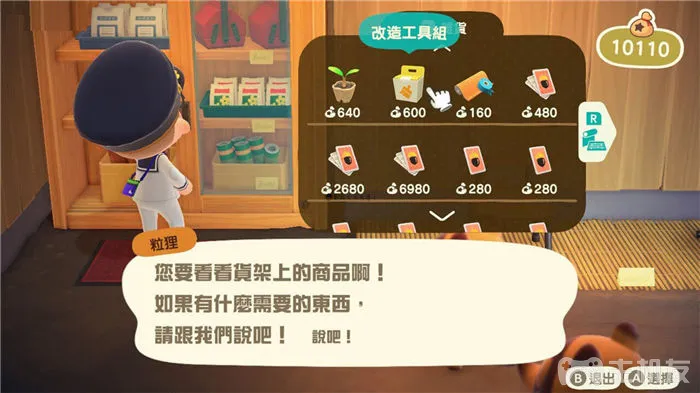 改造工具組
10110
640
600
160
480
R
2680
6980
280
280
粒狸
您要看看貨架上的商品啊！
如果有什麼需要的東西，
請跟我們說吧！ 說吧！
B 退出 A 選擇